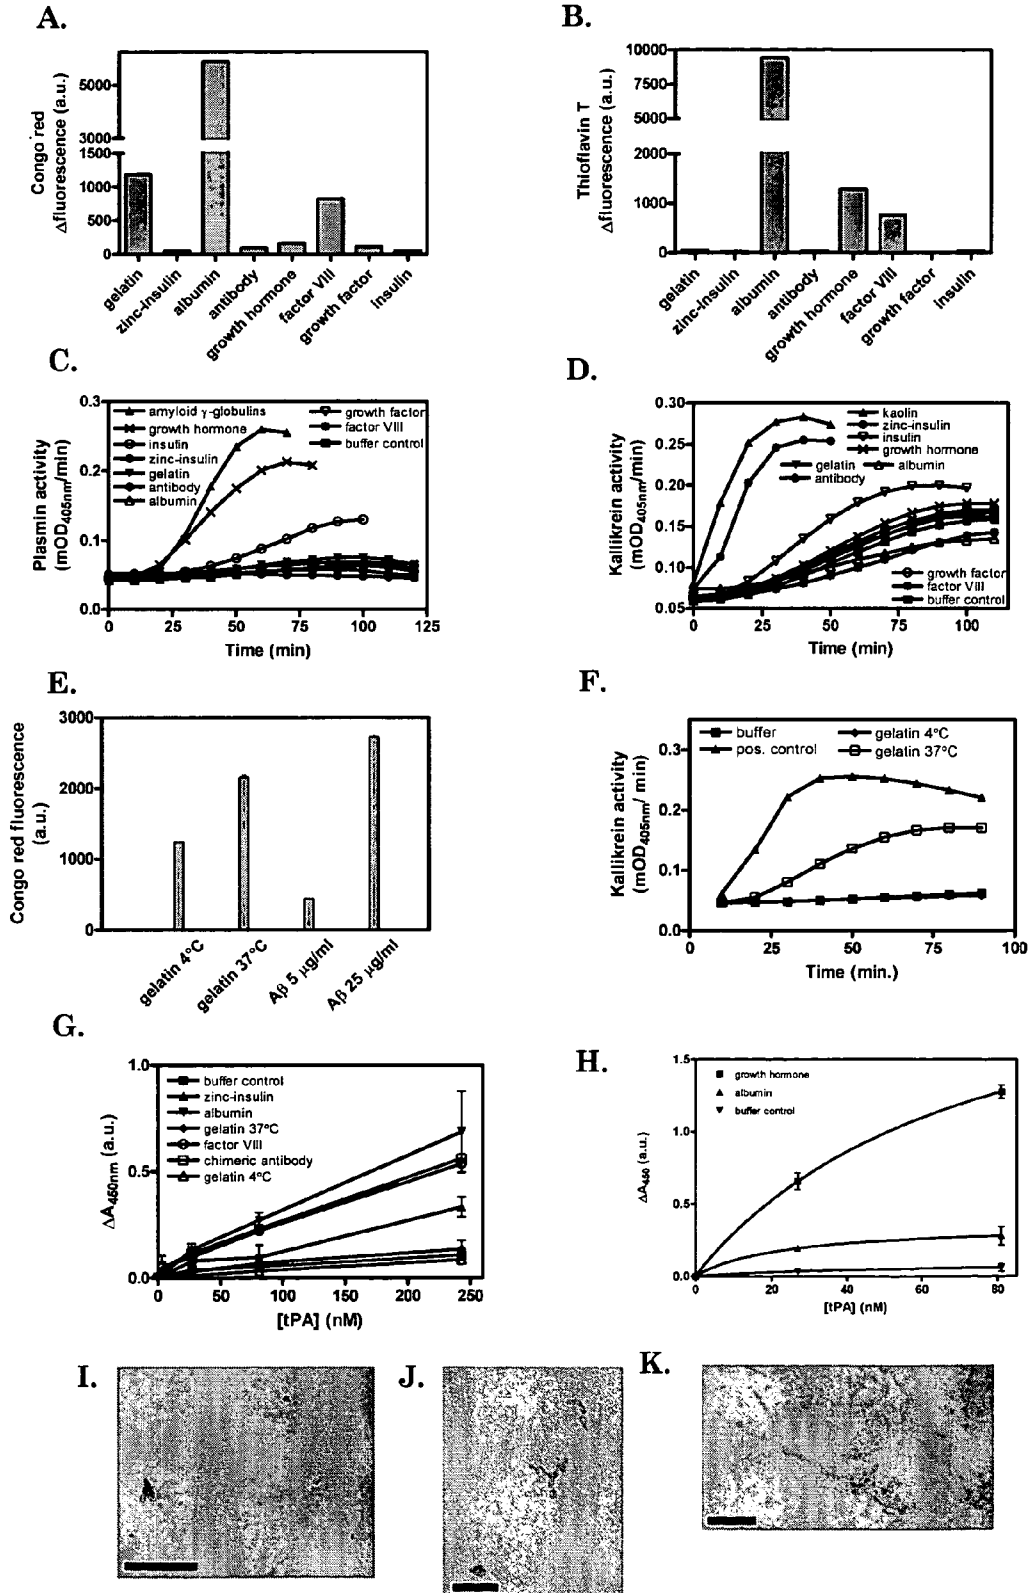 A.
Congo red
Δfluorescence (a.u.)
5000
3000
1500
1000
500
0
gelatin
zinc-insulin
albumin
antibody
growth hormone
factor VIII
growth factor
insulin
B.
Thioflavin T
Δfluorescence (a.u.)
10000
7500
5000
2000
1000
0
gelatin
zinc-insulin
albumin
antibody
growth hormone
factor VIII
growth factor
insulin
C.
Plasmin activity
(mOD405nm/min)
0.3
0.2
0.1
0.0
amyloid γ-globulins
growth hormone
insulin
zinc-insulin
gelatin
antibody
albumin
growth factor
factor VIII
buffer control
0 25 50 75 100 125
Time (min)
D.
Kallikrein activity
(mOD405nm/min)
0.30
0.25
0.20
0.15
0.10
0.05
kaolin
zinc-insulin
insulin
growth hormone
gelatin albumin
antibody
growth factor
factor VIII
buffer control
0 25 50 75 100
Time (min)
E.
Congo red fluorescence
(a.u.)
3000
2000
1000
0
gelatin 4°C
gelatin 37°C
Aβ 5 μg/ml
Aβ 25 μg/ml
F.
Kallikrein activity
(mOD405nm/ min)
0.3
0.2
0.1
0.0
buffer
pos. control
gelatin 4°C
gelatin 37°C
0 25 50 75 100
Time (min.)
G.
ΔA450nm (a.u.)
1.0
0.5
0.0
buffer control
zinc-insulin
albumin
gelatin 37°C
factor VIII
chimeric antibody
gelatin 4°C
0 50 100 150 200 250
[tPA] (nM)
H.
ΔA450 (a.u.)
1.5
1.0
0.5
0.0
growth hormone
albumin
buffer control
0 20 40 60 80
[tPA] (nM)
I.
J.
K.